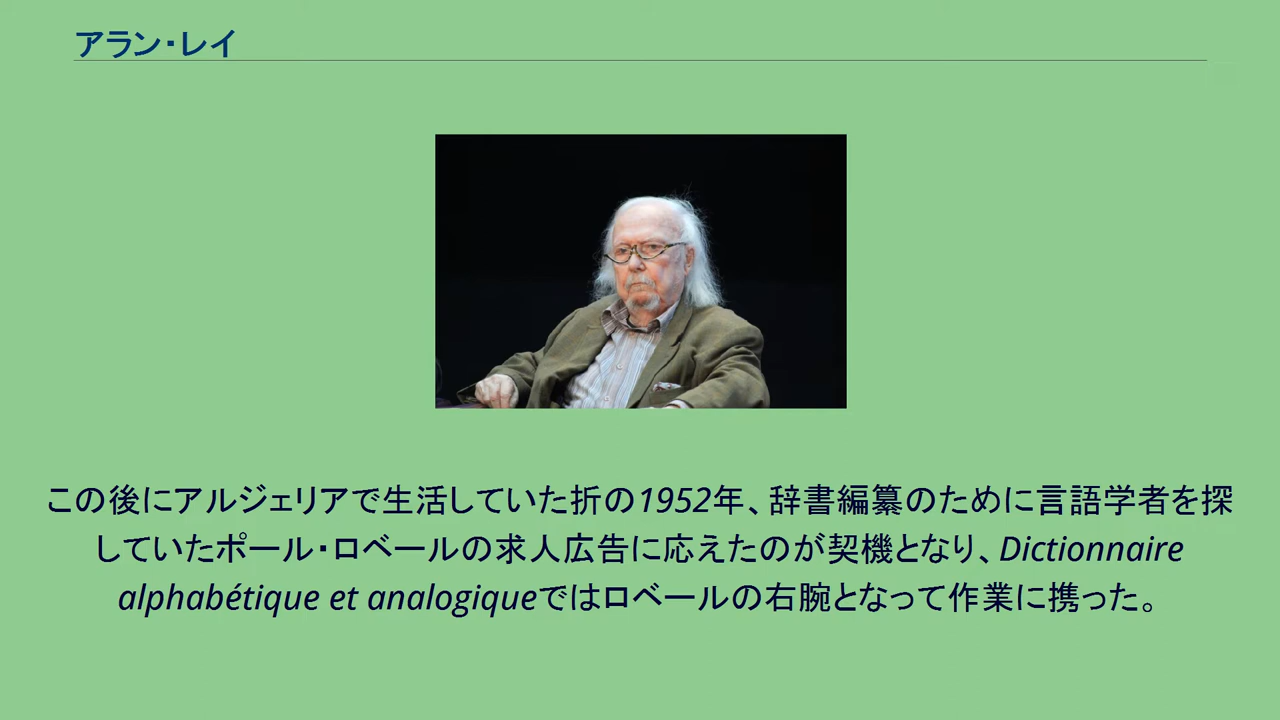 アラン・レイ
この後にアルジェリアで生活していた折の1952年、辞書編纂のために言語学者を探
していたポール・ロベールの求人広告に応えたのが契機となり、Dictionnaire
alphabétique et analogiqueではロベールの右腕となって作業に携った。